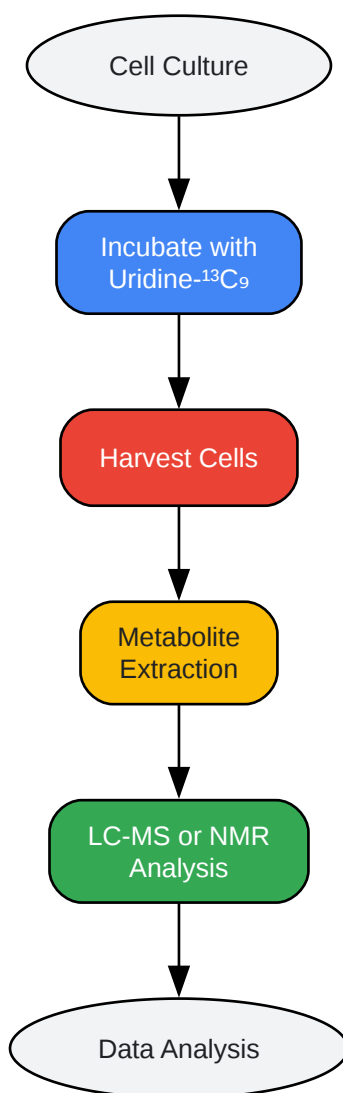 Cell Culture
Incubate with
Uridine-¹³C₉
Harvest Cells
Metabolite
Extraction
LC-MS or NMR
Analysis
Data Analysis